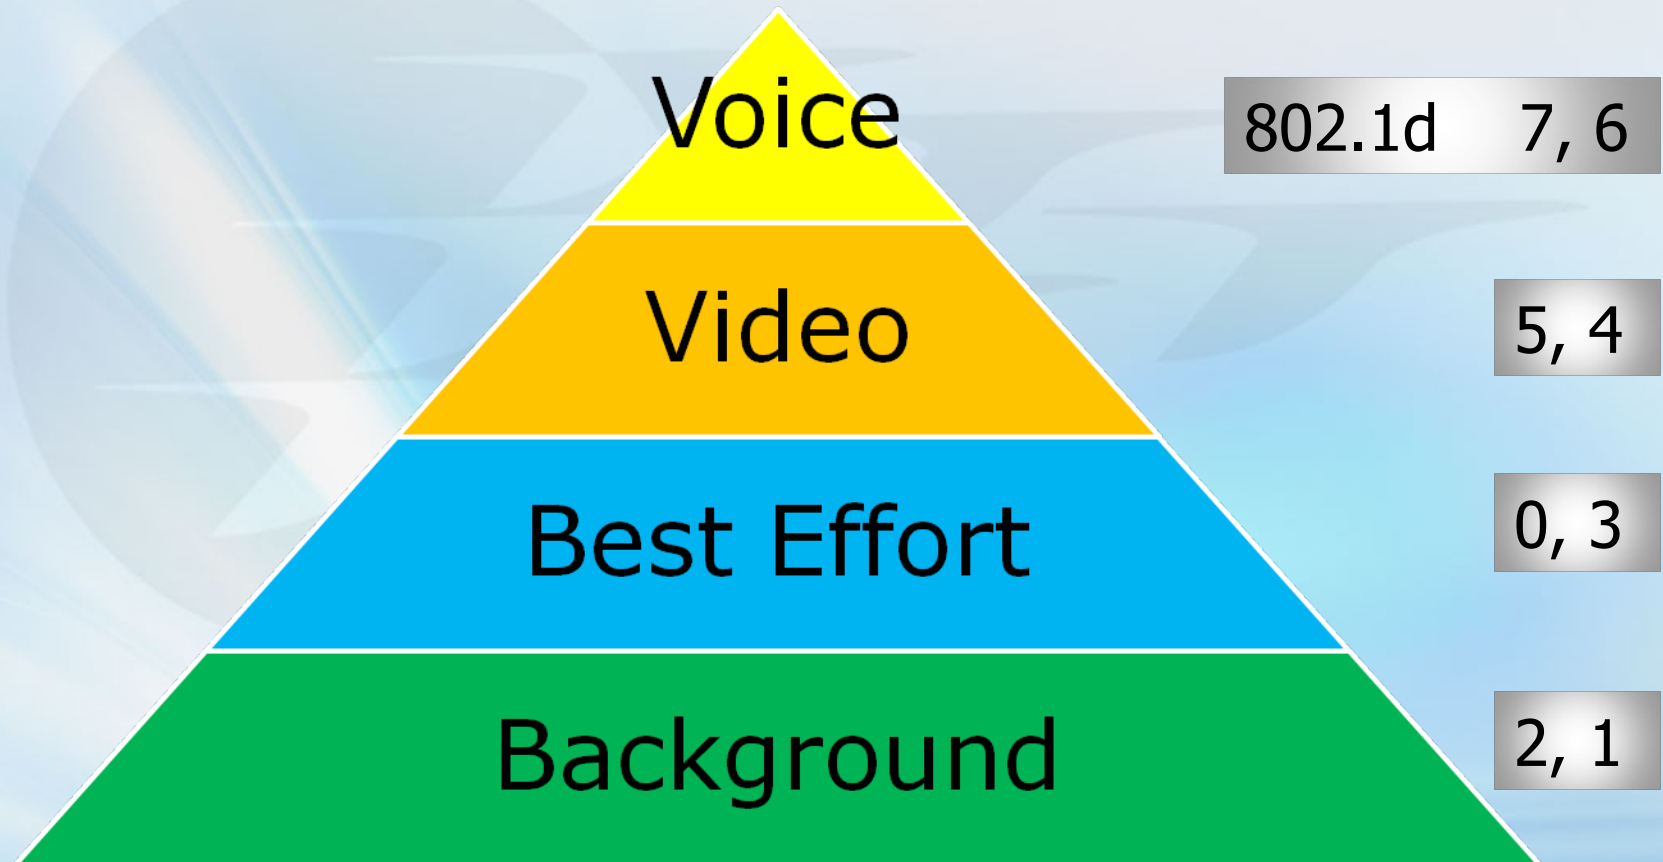 Voice
802.1d 7, 6
Video
5, 4
Best Effort
0, 3
Background
2, 1